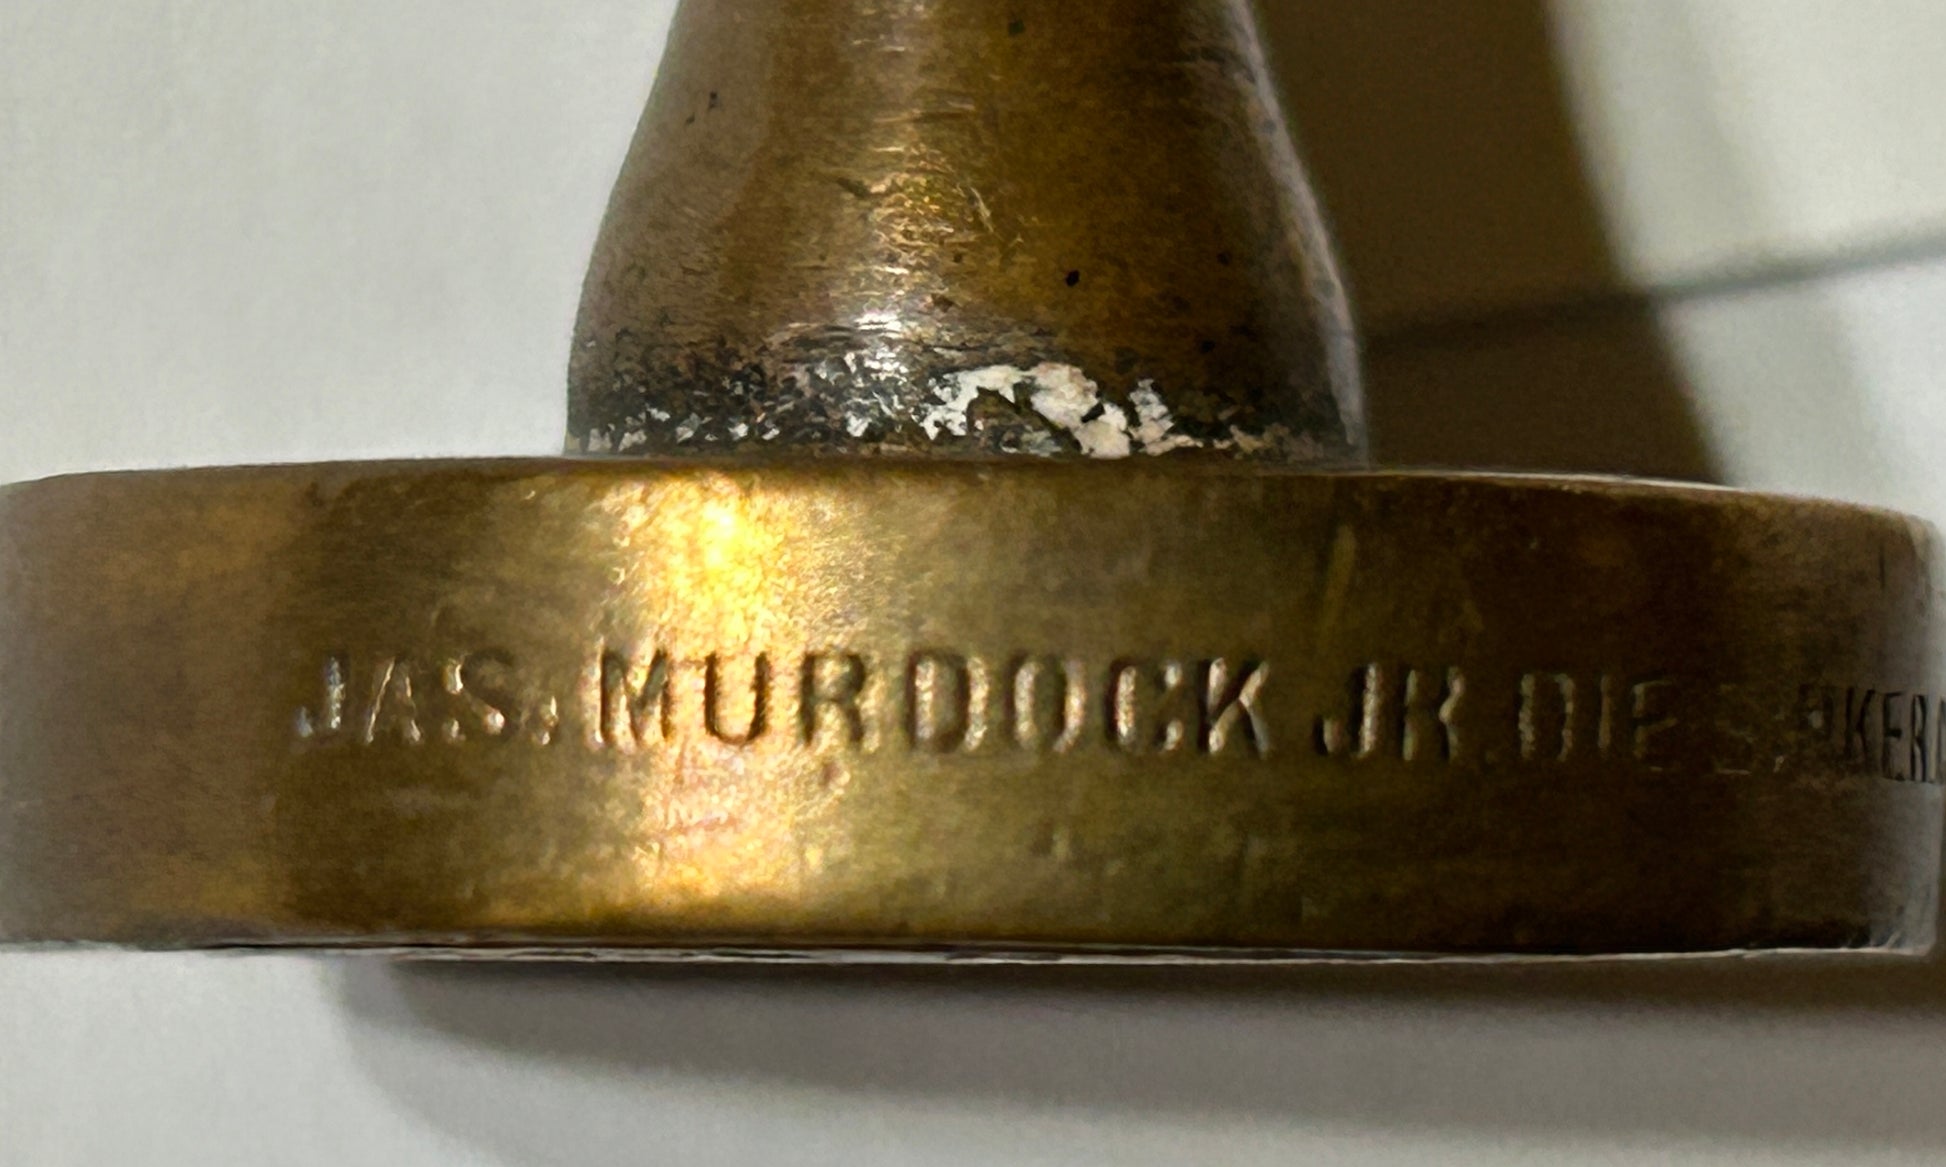 JAS. MURDOCK JR. DIE S